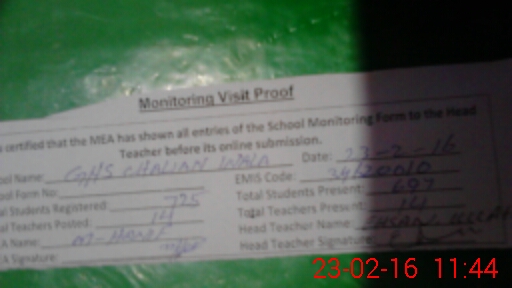 Monitoring Visit Proof
certified that the MEA has shown all entries of the School Monitoring Form to the Head
Teacher before its online submission.
ool Name: GHS Date: 23-2-16
ool Form No: EMIS Code:
al Students Registered: 725 Total Students Present: 697
al Teachers Posted: 14 Total Teachers Present: 14
EA Name: Head Teacher Name:
EA Signature: Head Teacher Signature
23-02-16 11:44